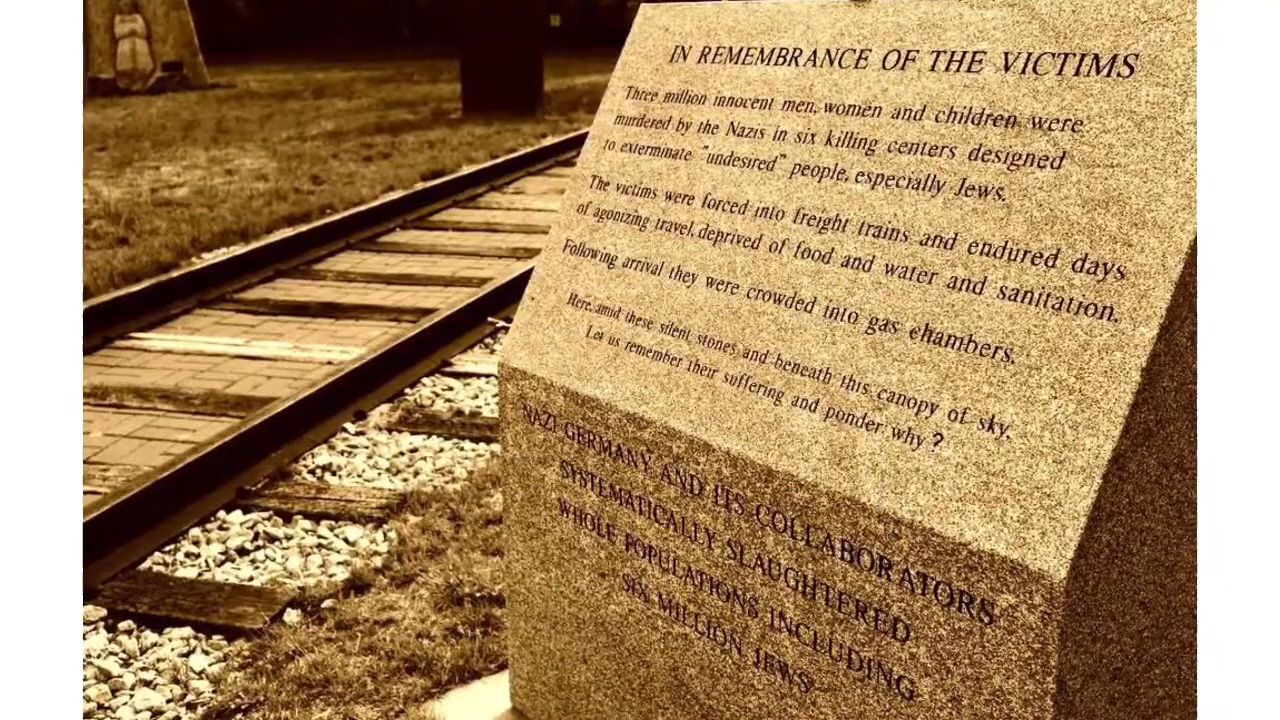 IN REMEMBRANCE OF THE VICTIMS
Three million innocent men, women and children were
murdered by the Nazis in six killing centers designed
to exterminate "undesired" people, especially Jews.
The victims were forced into freight trains and endured days
of agonizing travel, deprived of food and water and sanitation.
Following arrival they were crowded into gas chambers.
Here, amid these silent stones and beneath this canopy of sky,
Let us remember their suffering and ponder why?
NAZI GERMANY AND ITS COLLABORATORS
SYSTEMATICALLY SLAUGHTERED
WHOLE POPULATIONS INCLUDING
SIX MILLION JEWS